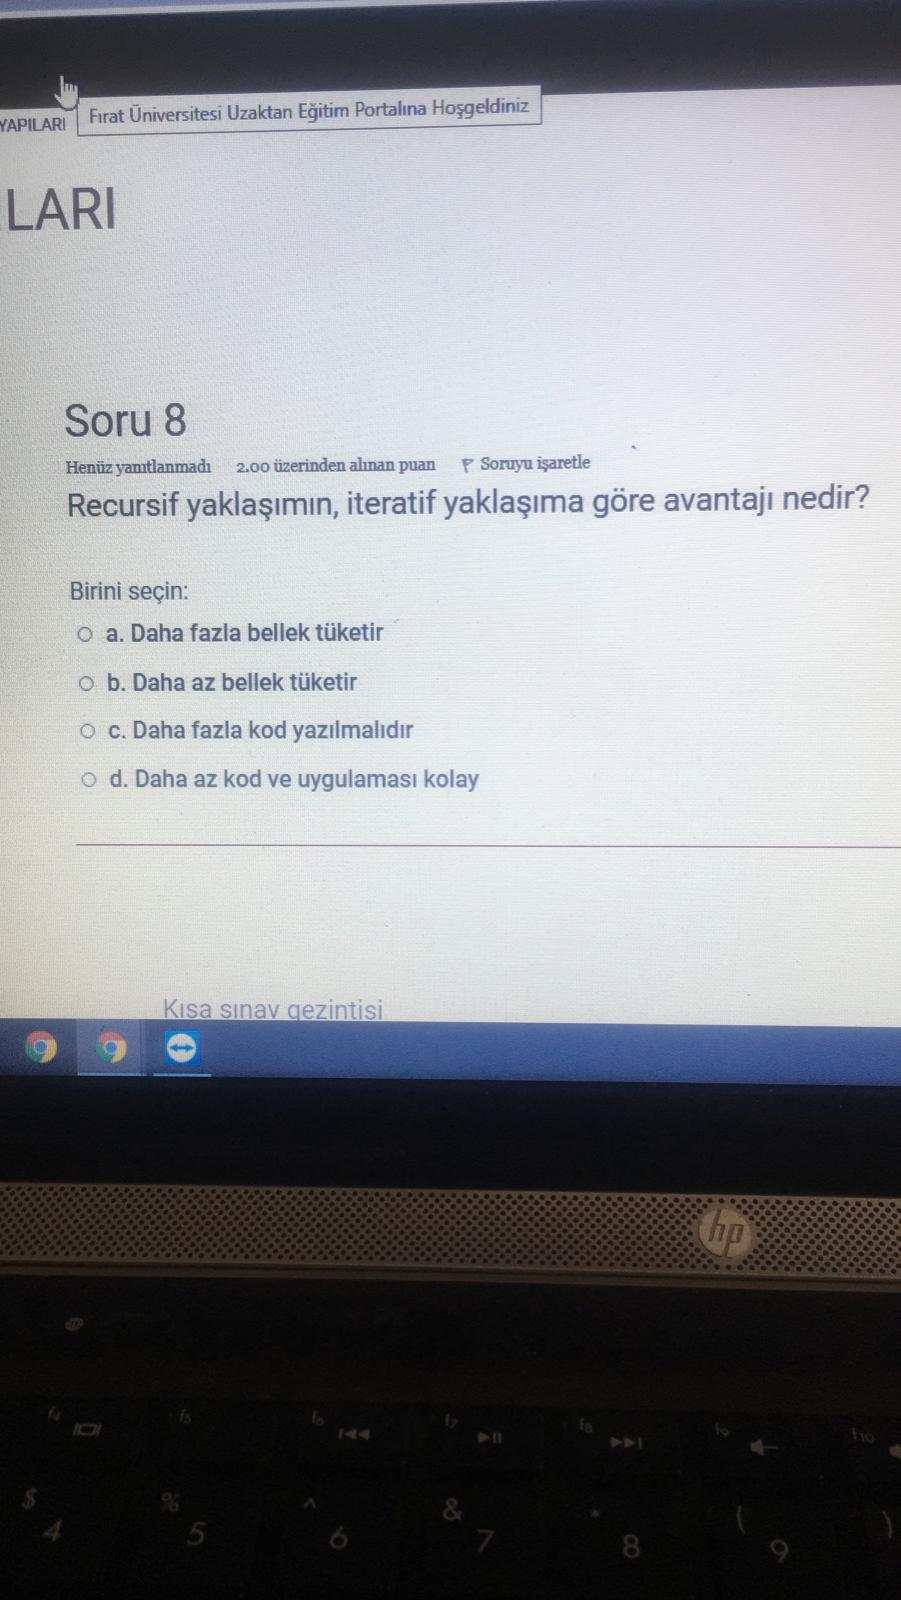 YAPILARI
Fırat Üniversitesi Uzaktan Eğitim Portalına Hoşgeldiniz
LARI
Soru 8
Henüz yanıtlanmadı 2.00 üzerinden alınan puan Soruyu işaretle
Recursif yaklaşımın, iteratif yaklaşıma göre avantajı nedir?
Birini seçin:
a. Daha fazla bellek tüketir
b. Daha az bellek tüketir
c. Daha fazla kod yazılmalıdır
d. Daha az kod ve uygulaması kolay
Kısa sınav gezintisi
hp
f4 f5 f6 f7 f8 f9 f10
$ % ^ & * ( )
4 5 6 7 8 9